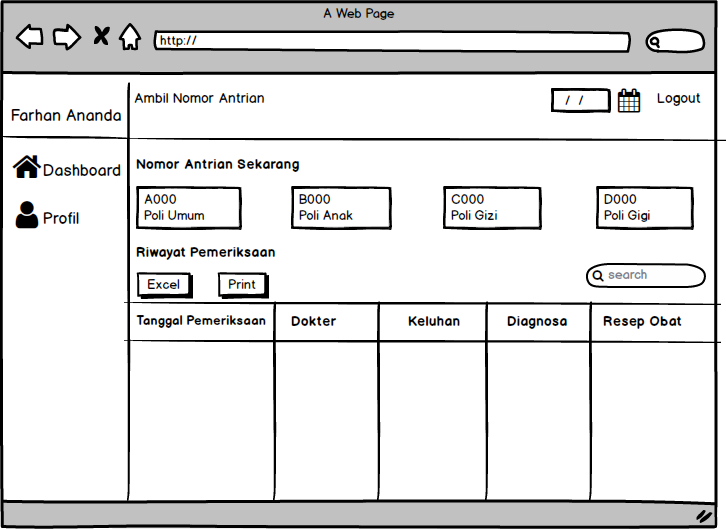 A Web Page
http://
Farhan Ananda
Ambil Nomor Antrian
/ /
Logout
Dashboard
Profil
Nomor Antrian Sekarang
A000
Poli Umum
B000
Poli Anak
C000
Poli Gizi
D000
Poli Gigi
Riwayat Pemeriksaan
Excel
Print
search
Tanggal Pemeriksaan
Dokter
Keluhan
Diagnosa
Resep Obat